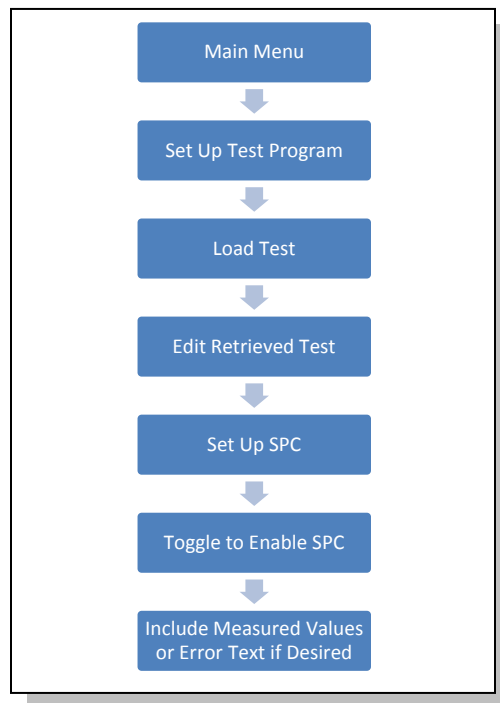 Main Menu
Set Up Test Program
Load Test
Edit Retrieved Test
Set Up SPC
Toggle to Enable SPC
Include Measured Values
or Error Text if Desired